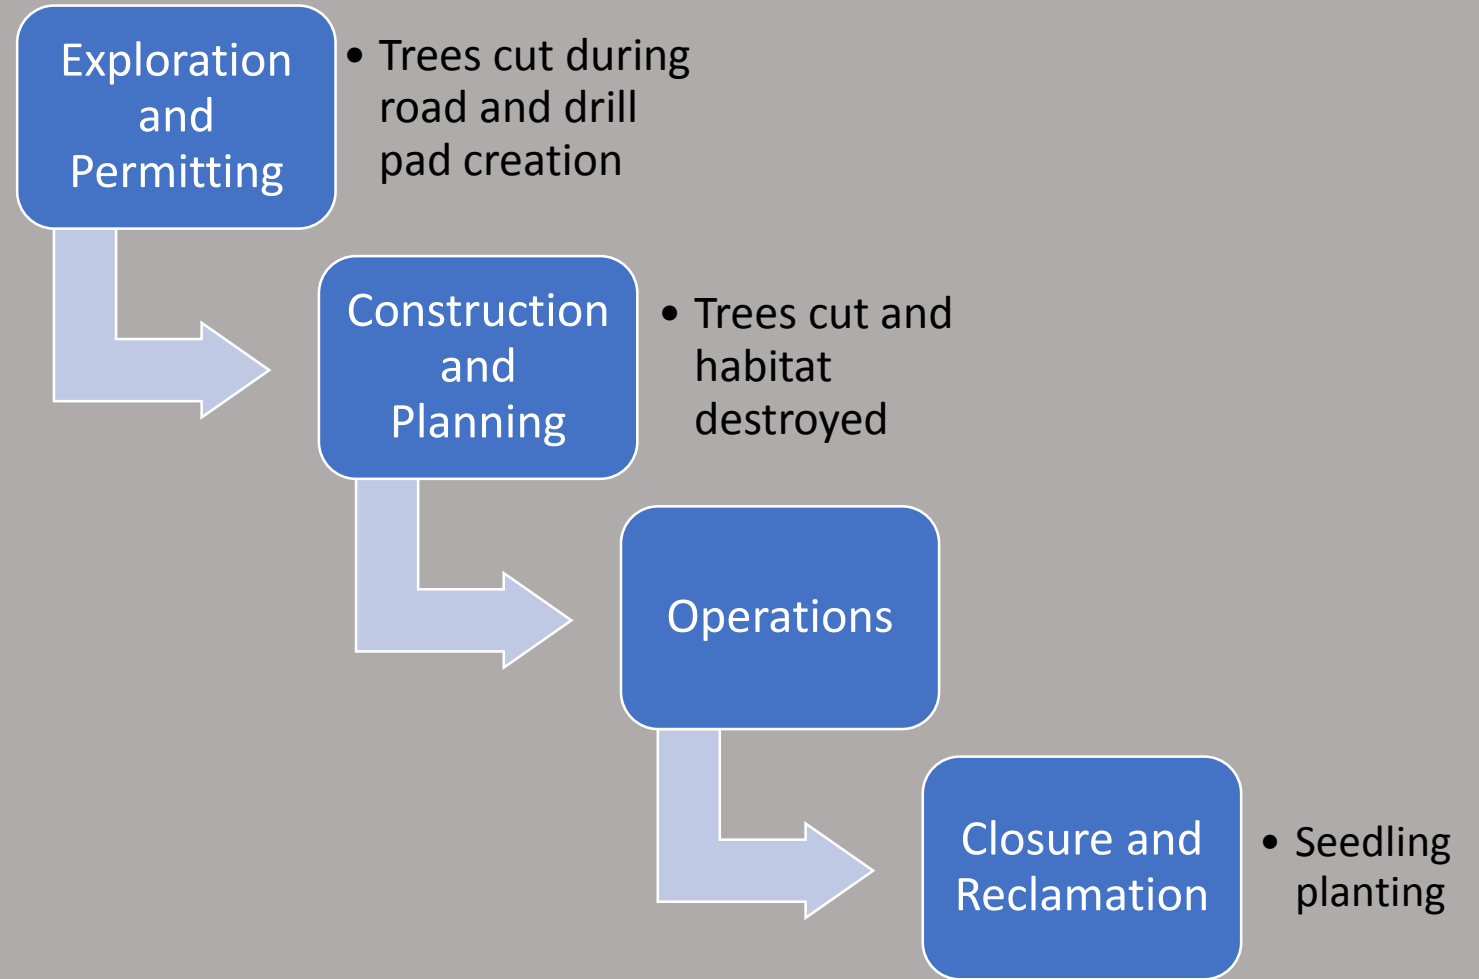 Exploration
and
Permitting
• Trees cut during
road and drill
pad creation
Construction
and
Planning
• Trees cut and
habitat
destroyed
Operations
Closure and
Reclamation
• Seedling
planting